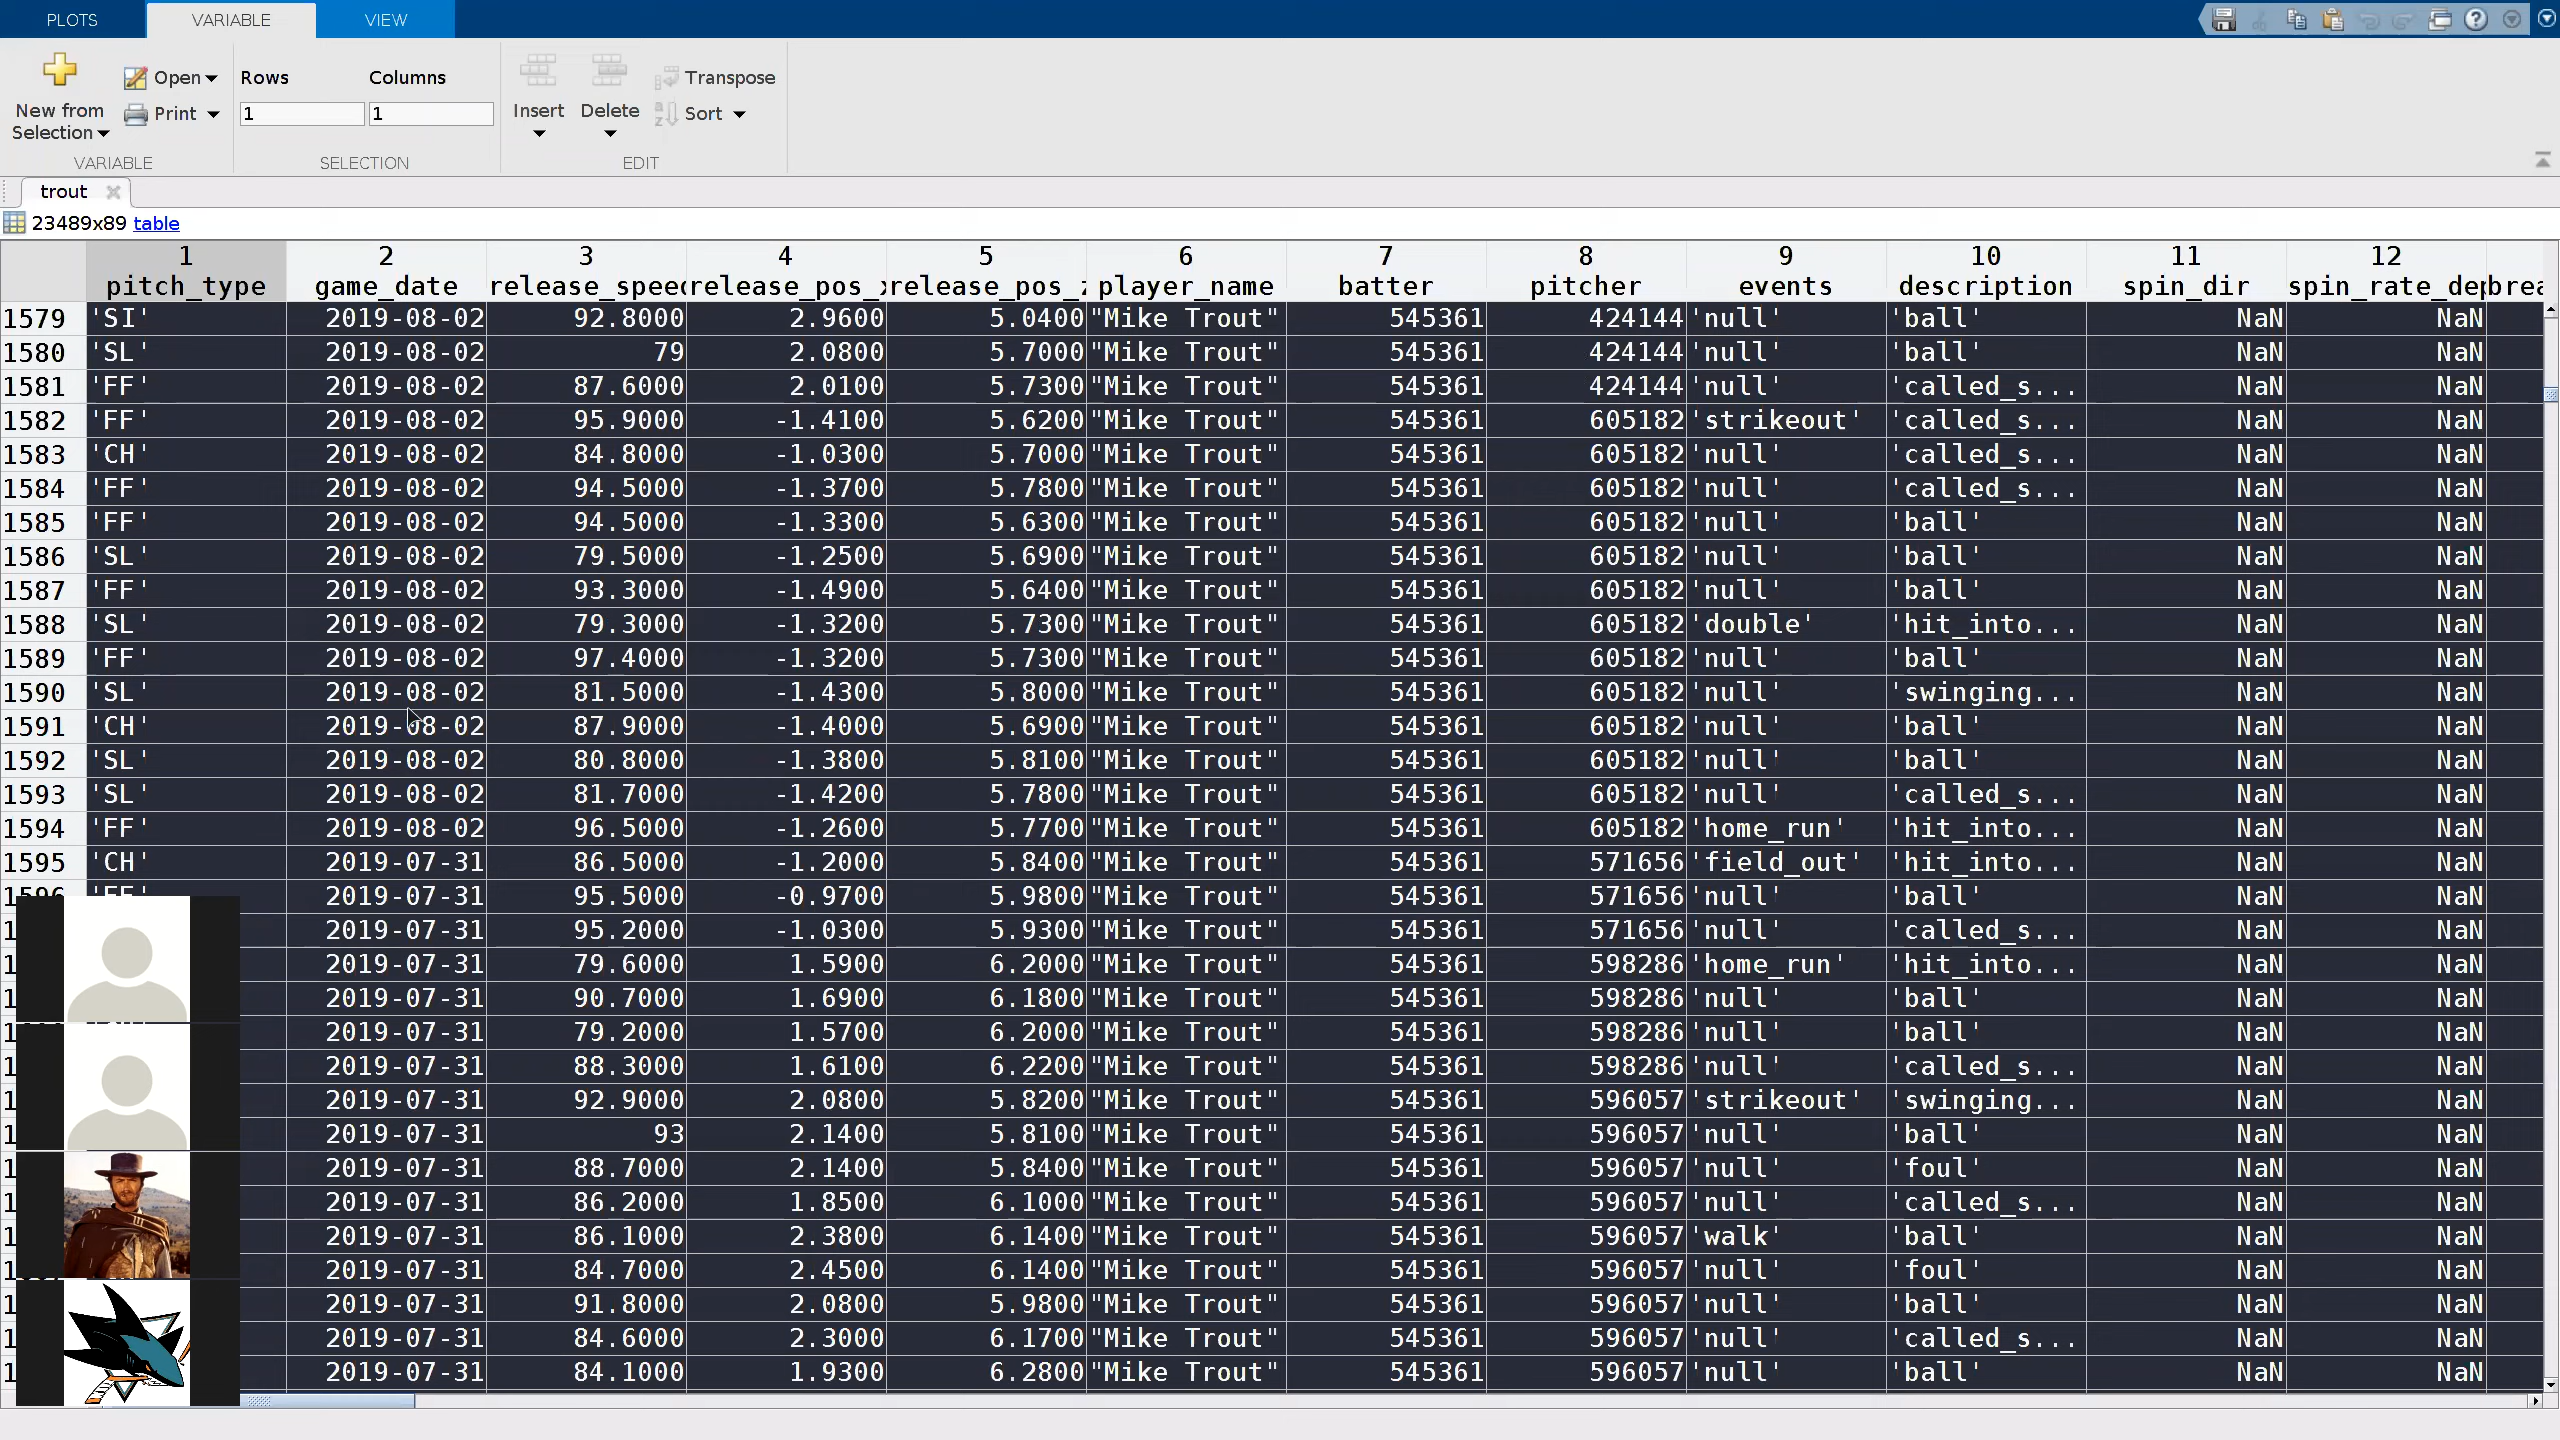 PLOTS VARIABLE VIEW
New from Selection Open Print Rows Columns Insert Delete Transpose Sort
1 1
VARIABLE SELECTION EDIT
trout
23489x89 table
1 2 3 4 5 6 7 8 9 10 11 12
pitch_type game_date release_speed release_pos_x release_pos_z player_name batter pitcher events description spin_dir spin_rate_dep brea
1579 'SI' 2019-08-02 92.8000 2.9600 5.0400 "Mike Trout" 545361 424144 'null' 'ball' NaN NaN
1580 'SL' 2019-08-02 79 2.0800 5.7000 "Mike Trout" 545361 424144 'null' 'ball' NaN NaN
1581 'FF' 2019-08-02 87.6000 2.0100 5.7300 "Mike Trout" 545361 424144 'null' 'called_s... NaN NaN
1582 'FF' 2019-08-02 95.9000 -1.4100 5.6200 "Mike Trout" 545361 605182 'strikeout' 'called_s... NaN NaN
1583 'CH' 2019-08-02 84.8000 -1.0300 5.7000 "Mike Trout" 545361 605182 'null' 'called_s... NaN NaN
1584 'FF' 2019-08-02 94.5000 -1.3700 5.7800 "Mike Trout" 545361 605182 'null' 'called_s... NaN NaN
1585 'FF' 2019-08-02 94.5000 -1.3300 5.6300 "Mike Trout" 545361 605182 'null' 'ball' NaN NaN
1586 'SL' 2019-08-02 79.5000 -1.2500 5.6900 "Mike Trout" 545361 605182 'null' 'ball' NaN NaN
1587 'FF' 2019-08-02 93.3000 -1.4900 5.6400 "Mike Trout" 545361 605182 'null' 'ball' NaN NaN
1588 'SL' 2019-08-02 79.3000 -1.3200 5.7300 "Mike Trout" 545361 605182 'double' 'hit_into... NaN NaN
1589 'FF' 2019-08-02 97.4000 -1.3200 5.7300 "Mike Trout" 545361 605182 'null' 'ball' NaN NaN
1590 'SL' 2019-08-02 81.5000 -1.4300 5.8000 "Mike Trout" 545361 605182 'null' 'swinging... NaN NaN
1591 'CH' 2019-08-02 87.9000 -1.4000 5.6900 "Mike Trout" 545361 605182 'null' 'ball' NaN NaN
1592 'SL' 2019-08-02 80.8000 -1.3800 5.8100 "Mike Trout" 545361 605182 'null' 'ball' NaN NaN
1593 'SL' 2019-08-02 81.7000 -1.4200 5.7800 "Mike Trout" 545361 605182 'null' 'called_s... NaN NaN
1594 'FF' 2019-08-02 96.5000 -1.2600 5.7700 "Mike Trout" 545361 605182 'home_run' 'hit_into... NaN NaN
1595 'CH' 2019-07-31 86.5000 -1.2000 5.8400 "Mike Trout" 545361 571656 'field_out' 'hit_into... NaN NaN
1596 'FF' 2019-07-31 95.5000 -0.9700 5.9800 "Mike Trout" 545361 571656 'null' 'ball' NaN NaN
1 2019-07-31 95.2000 -1.0300 5.9300 "Mike Trout" 545361 571656 'null' 'called_s... NaN NaN
1 2019-07-31 79.6000 1.5900 6.2000 "Mike Trout" 545361 598286 'home_run' 'hit_into... NaN NaN
1 2019-07-31 90.7000 1.6900 6.1800 "Mike Trout" 545361 598286 'null' 'ball' NaN NaN
1 2019-07-31 79.2000 1.5700 6.2000 "Mike Trout" 545361 598286 'null' 'ball' NaN NaN
1 2019-07-31 88.3000 1.6100 6.2200 "Mike Trout" 545361 598286 'null' 'called_s... NaN NaN
1 2019-07-31 92.9000 2.0800 5.8200 "Mike Trout" 545361 596057 'strikeout' 'swinging... NaN NaN
1 2019-07-31 93 2.1400 5.8100 "Mike Trout" 545361 596057 'null' 'ball' NaN NaN
1 2019-07-31 88.7000 2.1400 5.8400 "Mike Trout" 545361 596057 'null' 'foul' NaN NaN
1 2019-07-31 86.2000 1.8500 6.1000 "Mike Trout" 545361 596057 'null' 'called_s... NaN NaN
1 2019-07-31 86.1000 2.3800 6.1400 "Mike Trout" 545361 596057 'walk' 'ball' NaN NaN
1 2019-07-31 84.7000 2.4500 6.1400 "Mike Trout" 545361 596057 'null' 'foul' NaN NaN
1 2019-07-31 91.8000 2.0800 5.9800 "Mike Trout" 545361 596057 'null' 'ball' NaN NaN
1 2019-07-31 84.6000 2.3000 6.1700 "Mike Trout" 545361 596057 'null' 'called_s... NaN NaN
1 2019-07-31 84.1000 1.9300 6.2800 "Mike Trout" 545361 596057 'null' 'ball' NaN NaN